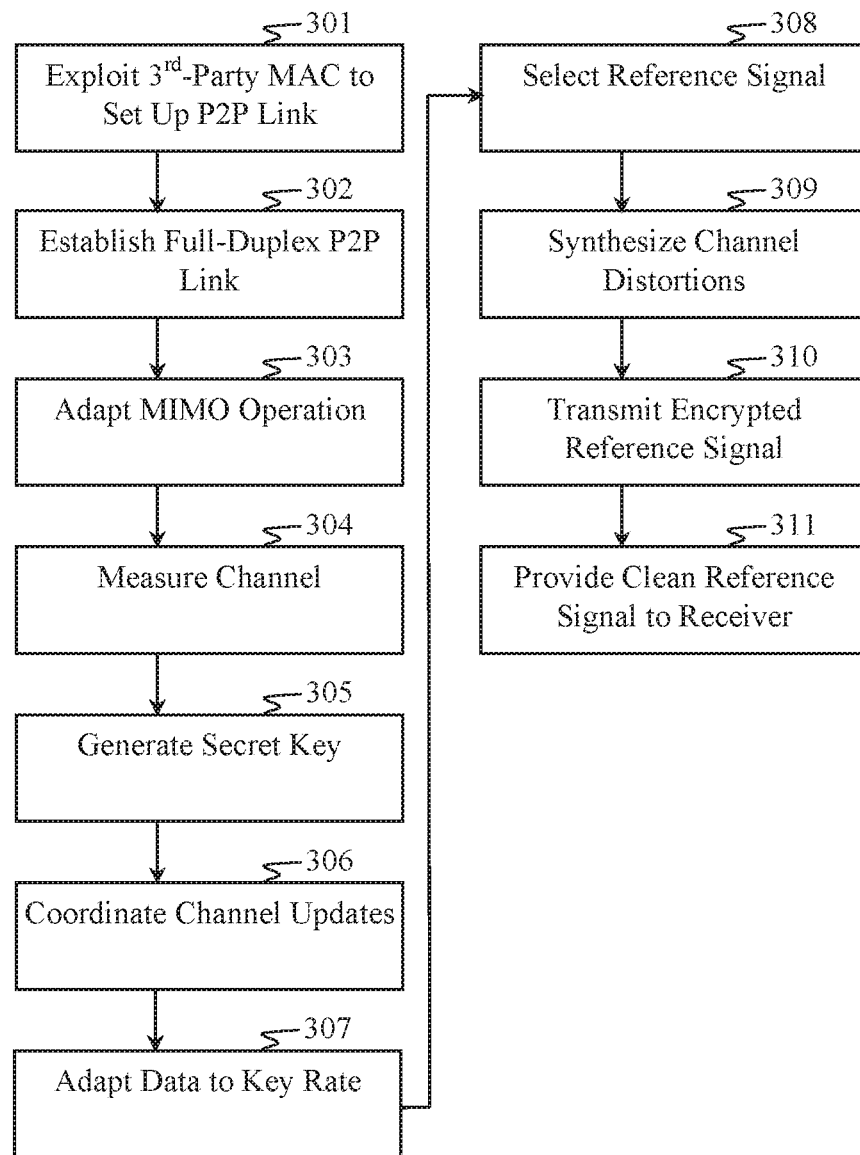 301
Exploit 3rd-Party MAC to
Set Up P2P Link
302
Establish Full-Duplex P2P
Link
303
Adapt MIMO Operation
304
Measure Channel
305
Generate Secret Key
306
Coordinate Channel Updates
307
Adapt Data to Key Rate
308
Select Reference Signal
309
Synthesize Channel
Distortions
310
Transmit Encrypted
Reference Signal
311
Provide Clean Reference
Signal to Receiver